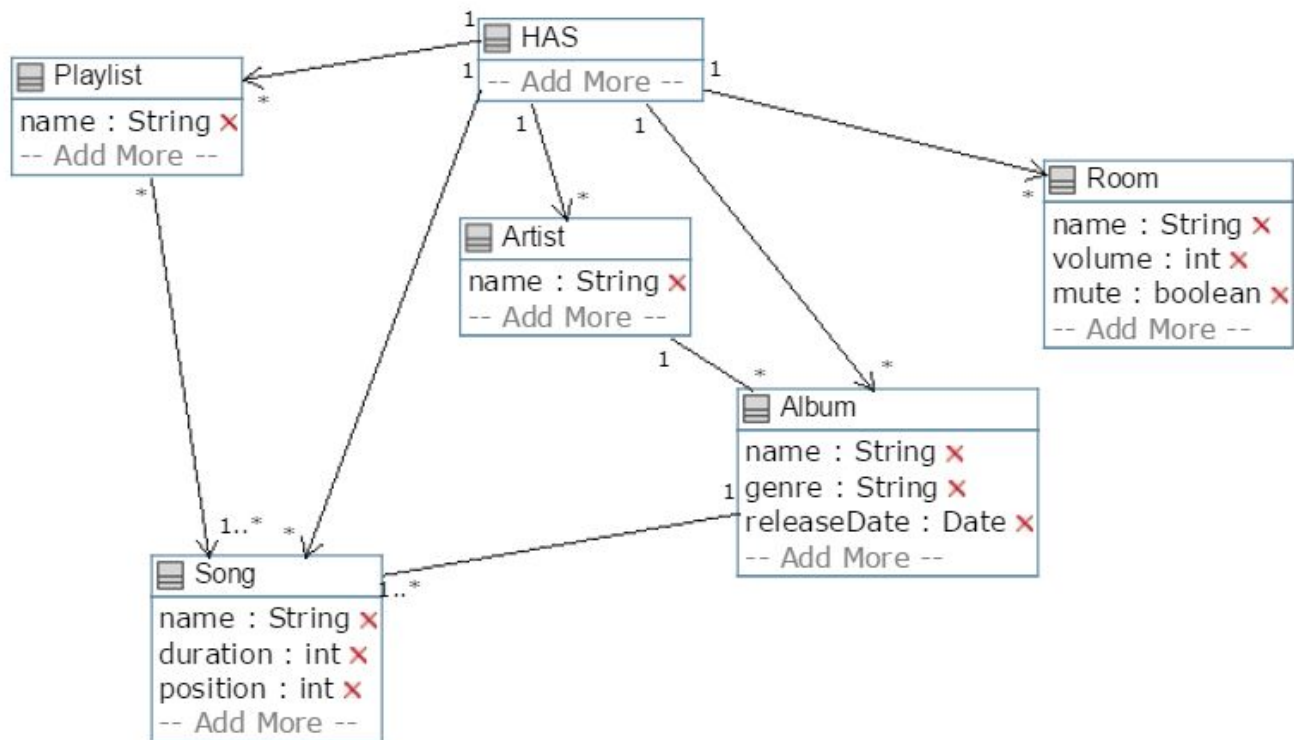 HAS
-- Add More --
1
1
1
1
1
Playlist
name : String
-- Add More --
*
*
Artist
name : String
-- Add More --
*
1
Room
name : String
volume : int
mute : boolean
-- Add More --
*
Album
name : String
genre : String
releaseDate : Date
-- Add More --
*
*
1
Song
name : String
duration : int
position : int
-- Add More --
1..*
*
1..*